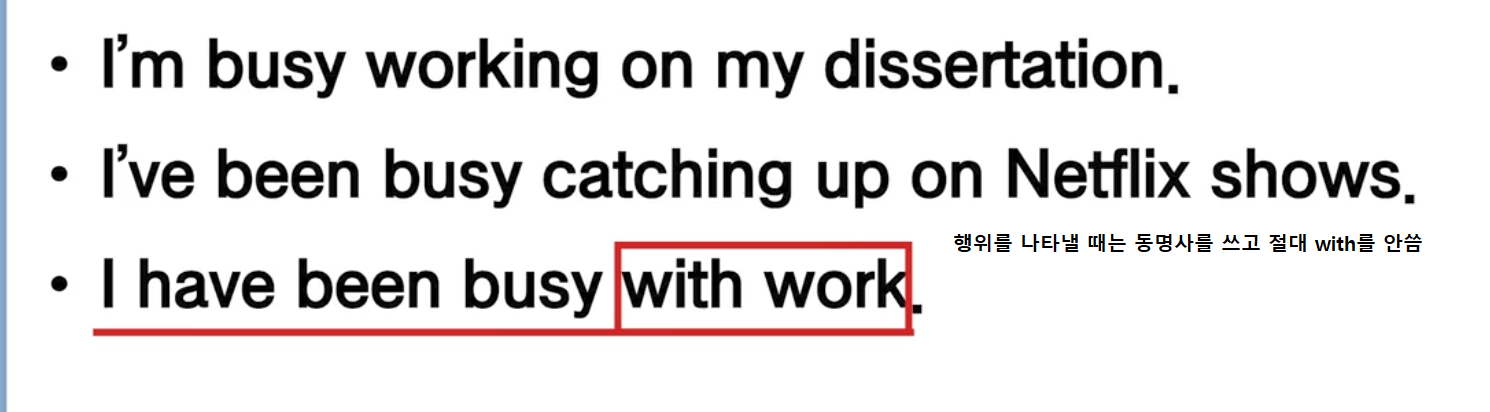 • I'm busy working on my dissertation.
• I've been busy catching up on Netflix shows.
행위를 나타낼 때는 동명사를 쓰고 절대 with를 안씀
• I have been busy with work.